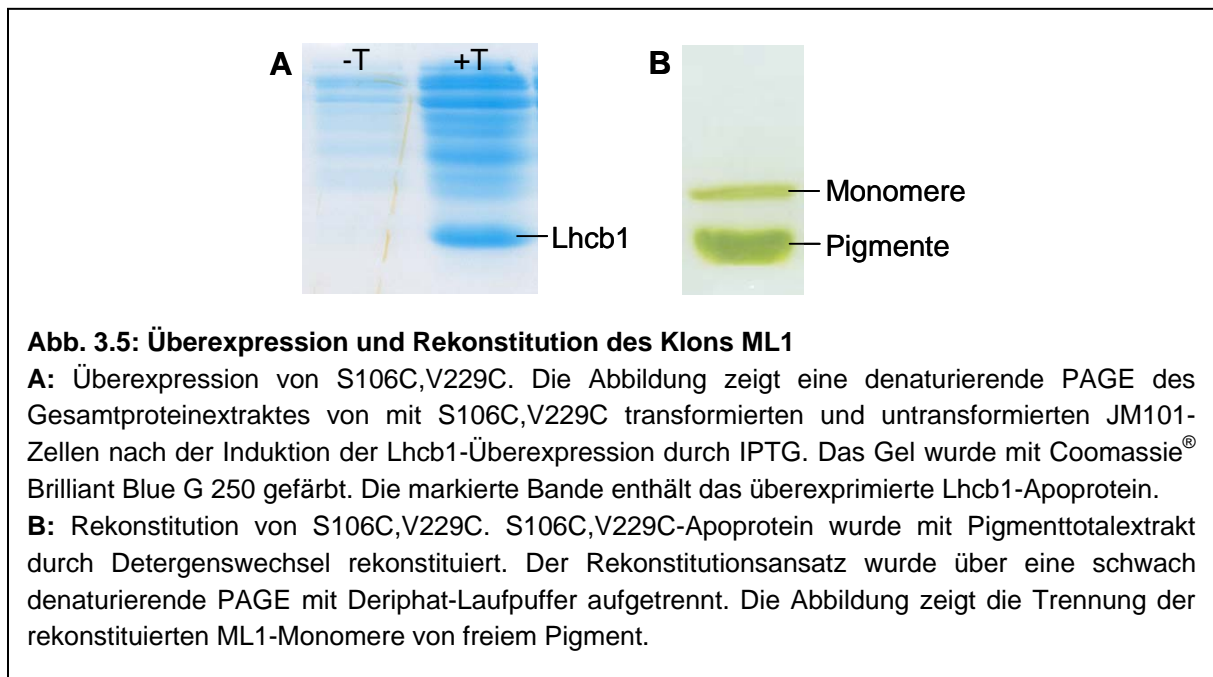 A
-T
+T
Lhcb1
B
Monomere
Pigmente
Abb. 3.5: Überexpression und Rekonstitution des Klons ML1
A: Überexpression von S106C,V229C. Die Abbildung zeigt eine denaturierende PAGE des
Gesamtproteinextraktes von mit S106C,V229C transformierten und untransformierten JM101-
Zellen nach der Induktion der Lhcb1-Überexpression durch IPTG. Das Gel wurde mit Coomassie®
Brilliant Blue G 250 gefärbt. Die markierte Bande enthält das überexprimierte Lhcb1-Apoprotein.
B: Rekonstitution von S106C,V229C. S106C,V229C-Apoprotein wurde mit Pigmenttotalextrakt
durch Detergenswechsel rekonstituiert. Der Rekonstitutionsansatz wurde über eine schwach
denaturierende PAGE mit Deriphat-Laufpuffer aufgetrennt. Die Abbildung zeigt die Trennung der
rekonstituierten ML1-Monomere von freiem Pigment.